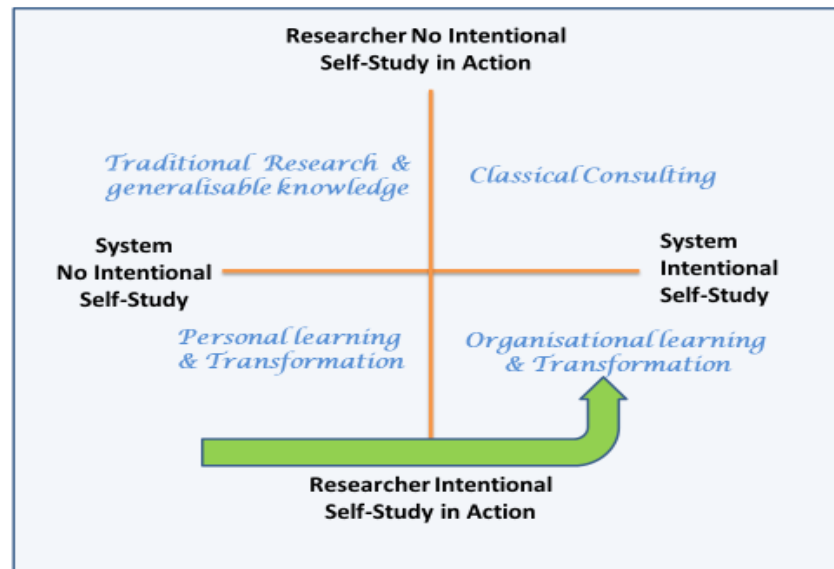 Researcher No Intentional
Self-Study in Action
Traditional Research &
generalisable knowledge
Classical Consulting
System
No Intentional
Self-Study
System
Intentional
Self-Study
Personal learning
& Transformation
Organisational learning
& Transformation
Researcher Intentional
Self-Study in Action